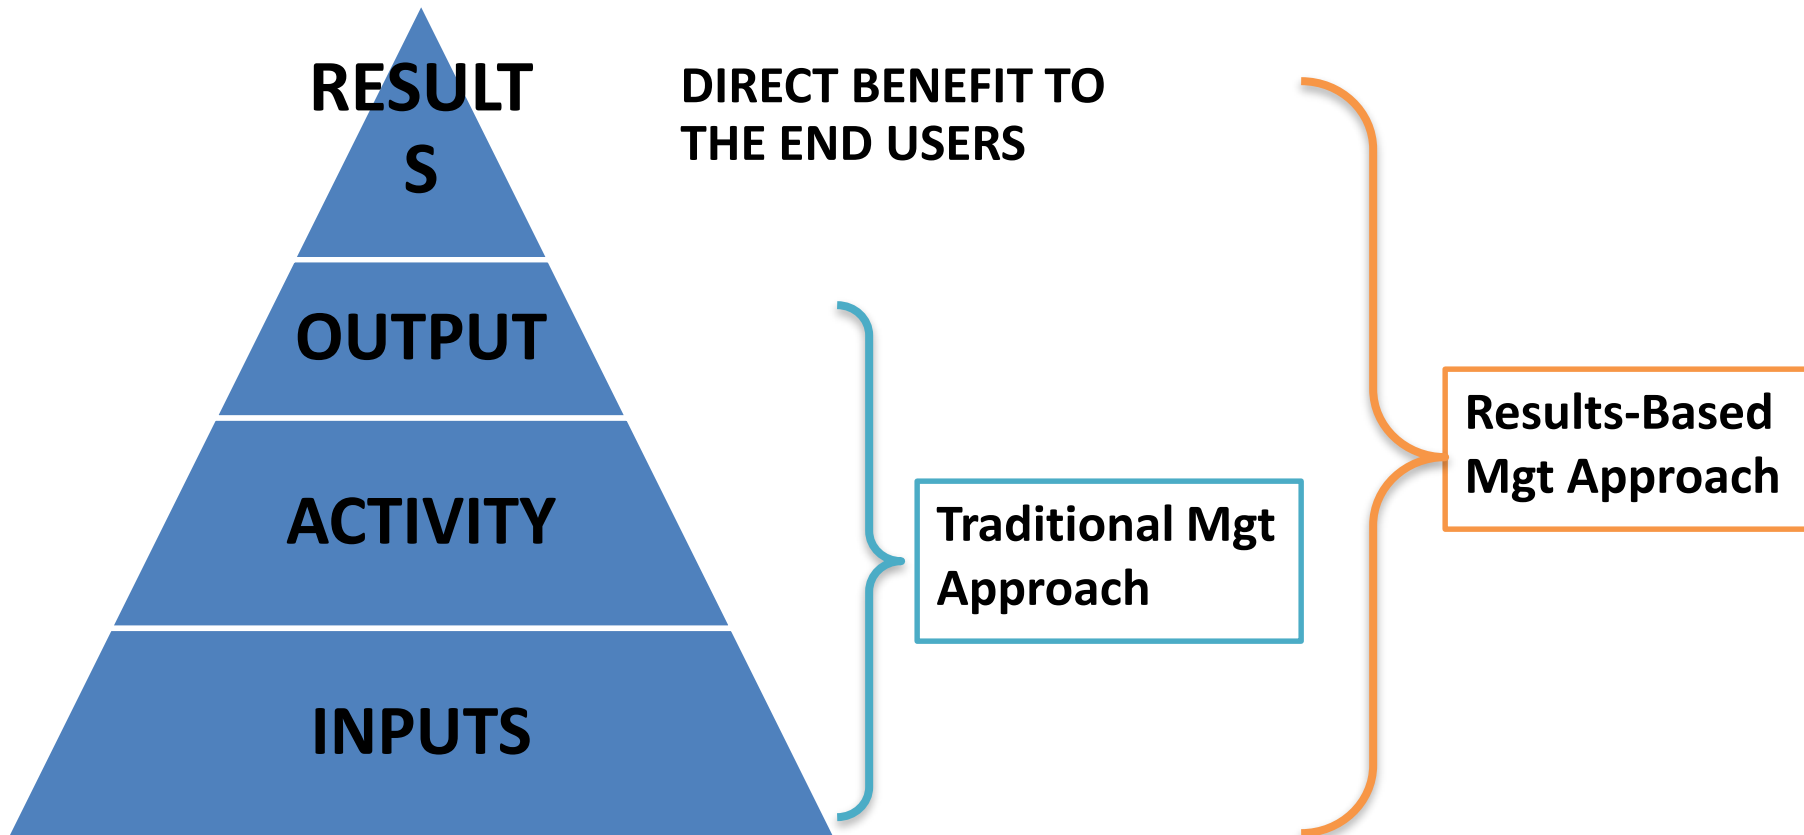 RESULT
S
DIRECT BENEFIT TO
THE END USERS
OUTPUT
ACTIVITY
INPUTS
Traditional Mgt
Approach
Results-Based
Mgt Approach